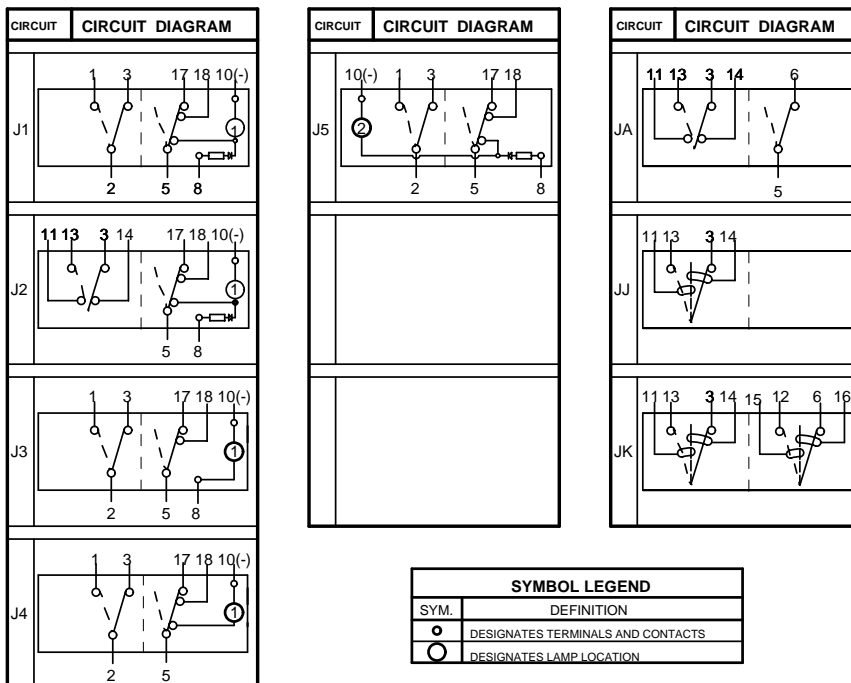 CIRCUIT CIRCUIT DIAGRAM
1 3 17 18 10(-)
J1
1
2 5 8
11 13 3 14 17 18 10(-)
J2
1
5 8
1 3 17 18 10(-)
J3
1
2 5 8
1 3 17 18 10(-)
J4
1
2 5
CIRCUIT CIRCUIT DIAGRAM
10(-) 1 3 17 18
J5
2
2 5 8
CIRCUIT CIRCUIT DIAGRAM
11 13 3 14 6
JA
5
11 13 3 14
JJ
11 13 3 14 15 12 6 16
JK
SYMBOL LEGEND
SYM. DEFINITION
DESIGNATES TERMINALS AND CONTACTS
DESIGNATES LAMP LOCATION